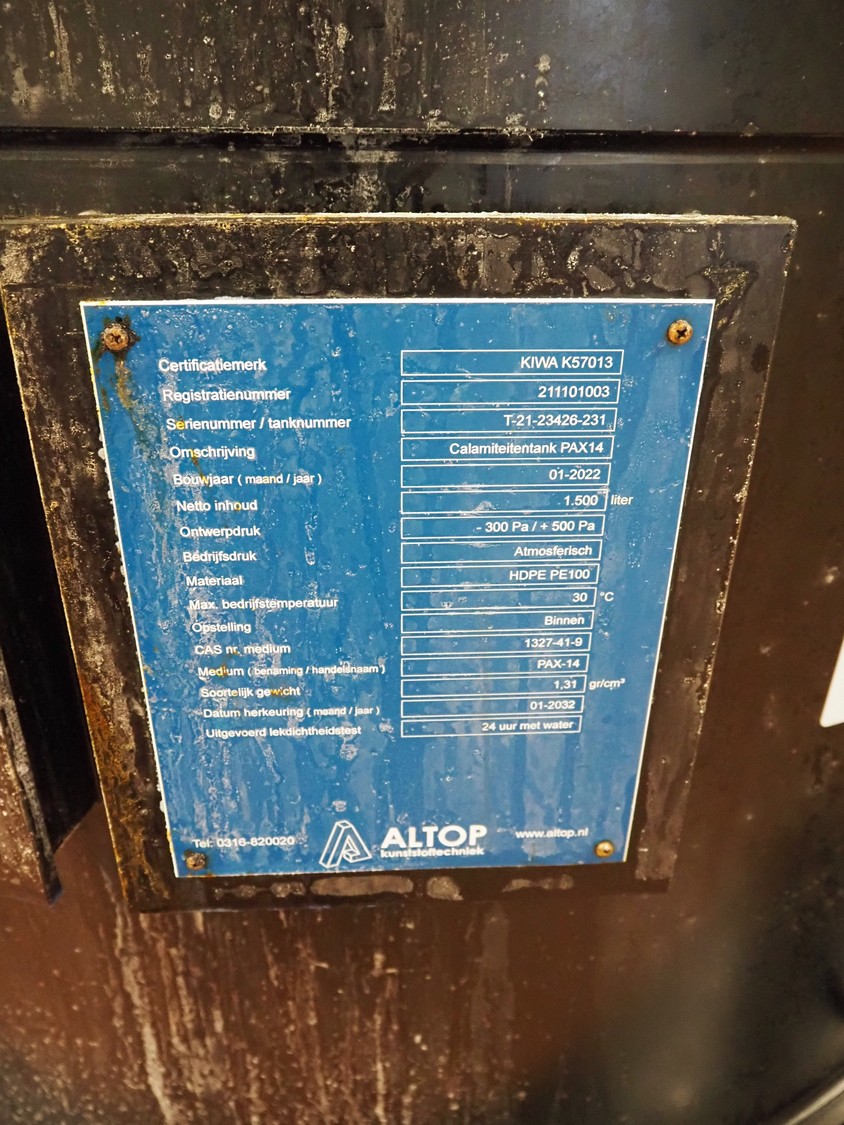 Certificatiemerk KIWA K57013
Registratienummer 211101003
Serienummer / tanknummer T-21-23426-231
Omschrijving Calamiteitentank PAX14
Bouwjaar ( maand / jaar ) 01-2022
Netto inhoud 1.500 liter
Ontwerpdruk - 300 Pa / + 500 Pa
Bedrijfsdruk Atmosferisch
Materiaal HDPE PE100
Max. bedrijfstemperatuur 30 °C
Opstelling Binnen
CAS nr. medium 1327-41-9
Medium ( benaming / handelsnaam ) PAX-14
Soortelijk gewicht 1,31 gr/cm³
Datum herkeuring ( maand / jaar ) 01-2032
Uitgevoerd lekdichtheidstest 24 uur met water
Tel: 0316-820020 ALTOP www.altop.nl
kunststoftechniek